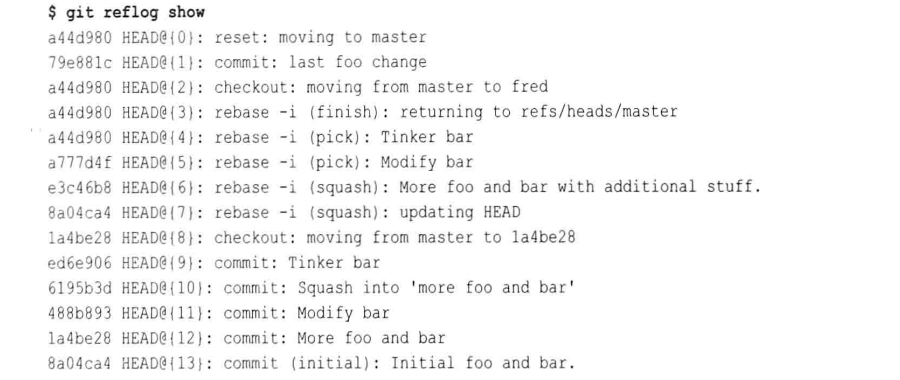 $ git reflog show
a44d980 HEAD@{0}: reset: moving to master
79e881c HEAD@{1}: commit: last foo change
a44d980 HEAD@{2}: checkout: moving from master to fred
a44d980 HEAD@{3}: rebase -i (finish): returning to refs/heads/master
a44d980 HEAD@{4}: rebase -i (pick): Tinker bar
a777d4f HEAD@{5}: rebase -i (pick): Modify bar
e3c46b8 HEAD@{6}: rebase -i (squash): More foo and bar with additional stuff.
8a04ca4 HEAD@{7}: rebase -i (squash): updating HEAD
1a4be28 HEAD@{8}: checkout: moving from master to 1a4be28
ed6e906 HEAD@{9}: commit: Tinker bar
6195b3d HEAD@{10}: commit: Squash into 'more foo and bar'
488b893 HEAD@{11}: commit: Modify bar
1a4be28 HEAD@{12}: commit: More foo and bar
8a04ca4 HEAD@{13}: commit (initial): Initial foo and bar.